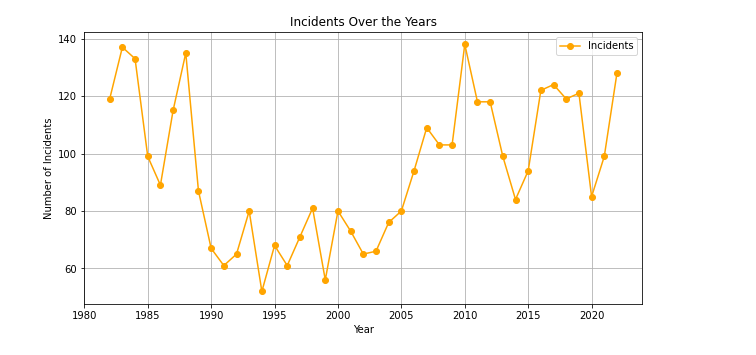 Incidents Over the Years
Incidents
Number of Incidents
140
120
100
80
60
1980 1985 1990 1995 2000 2005 2010 2015 2020
Year